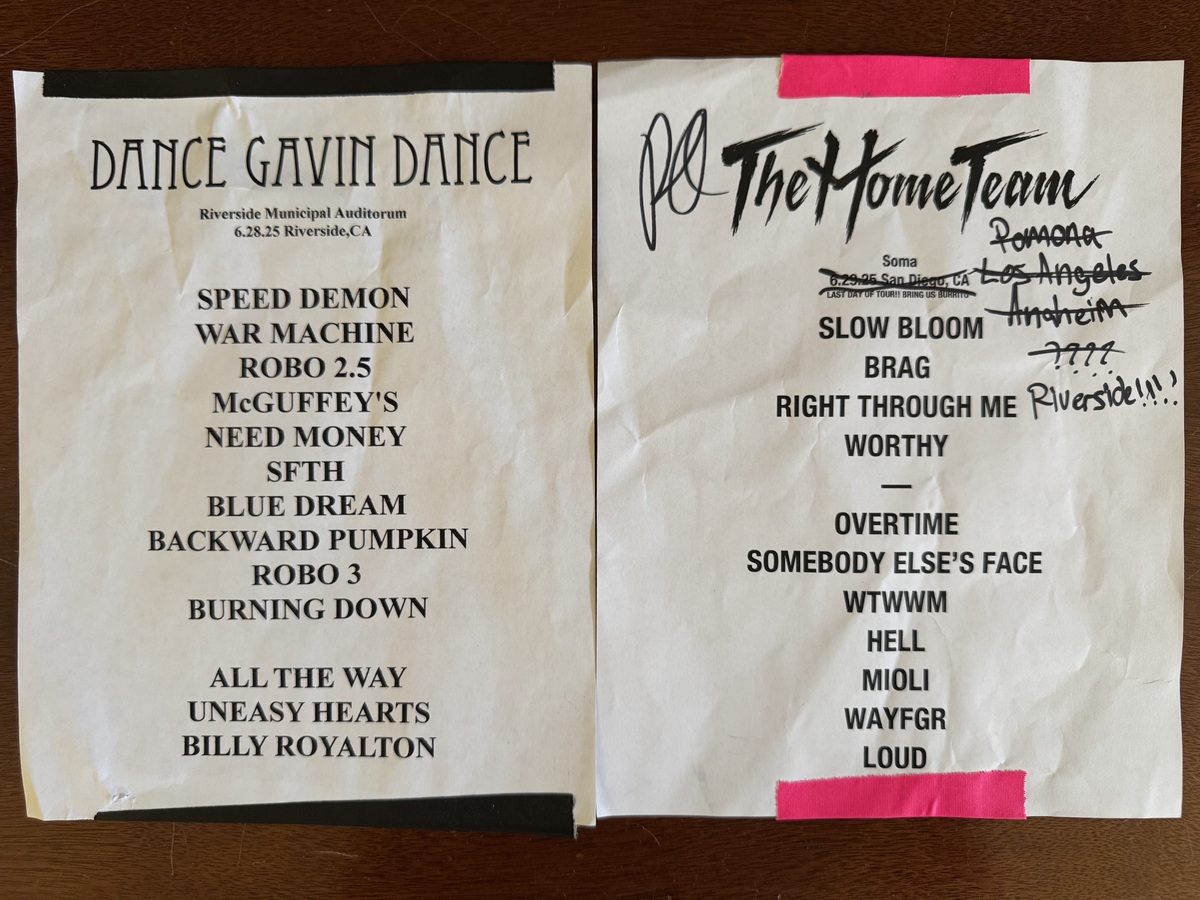 DANCE GAVIN DANCE
Riverside Municipal Auditorum
6.28.25 Riverside,CA
SPEED DEMON
WAR MACHINE
ROBO 2.5
McGUFFEY'S
NEED MONEY
SFTH
BLUE DREAM
BACKWARD PUMPKIN
ROBO 3
BURNING DOWN
ALL THE WAY
UNEASY HEARTS
BILLY ROYALTON
The Home Team
Soma
6.29.25 San Diego, CA
LAST DAY OF TOUR!! BRING US BURRITO
Pomona
Los Angeles
Anaheim
????
Riverside!!!!
SLOW BLOOM
BRAG
RIGHT THROUGH ME
WORTHY
—
OVERTIME
SOMEBODY ELSE'S FACE
WTWWM
HELL
MIOLI
WAYFGR
LOUD